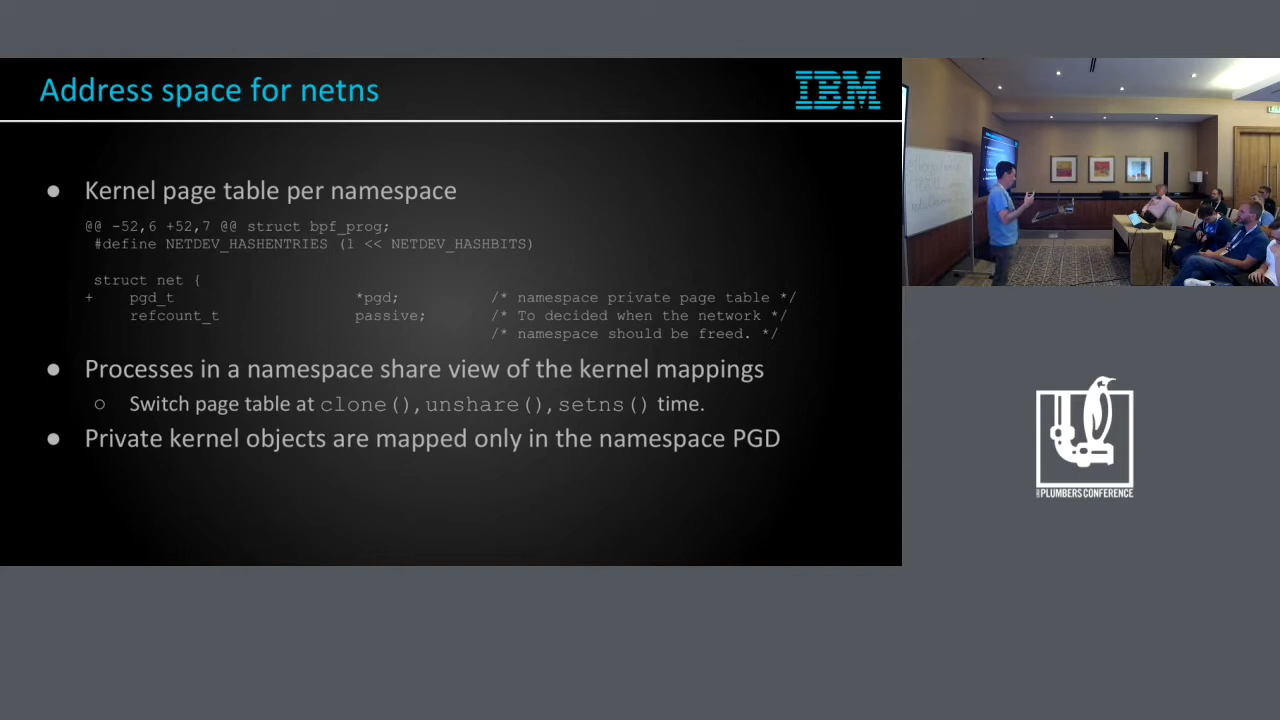 Address space for netns
IBM
● Kernel page table per namespace
@@ -52,6 +52,7 @@ struct bpf_prog;
#define NETDEV_HASHENTRIES (1 << NETDEV_HASHBITS)
struct net {
+ pgd_t *pgd; /* namespace private page table */
refcount_t passive; /* To decided when the network */
/* namespace should be freed. */
● Processes in a namespace share view of the kernel mappings
○ Switch page table at clone(), unshare(), setns() time.
● Private kernel objects are mapped only in the namespace PGD
PLUMBERS CONFERENCE